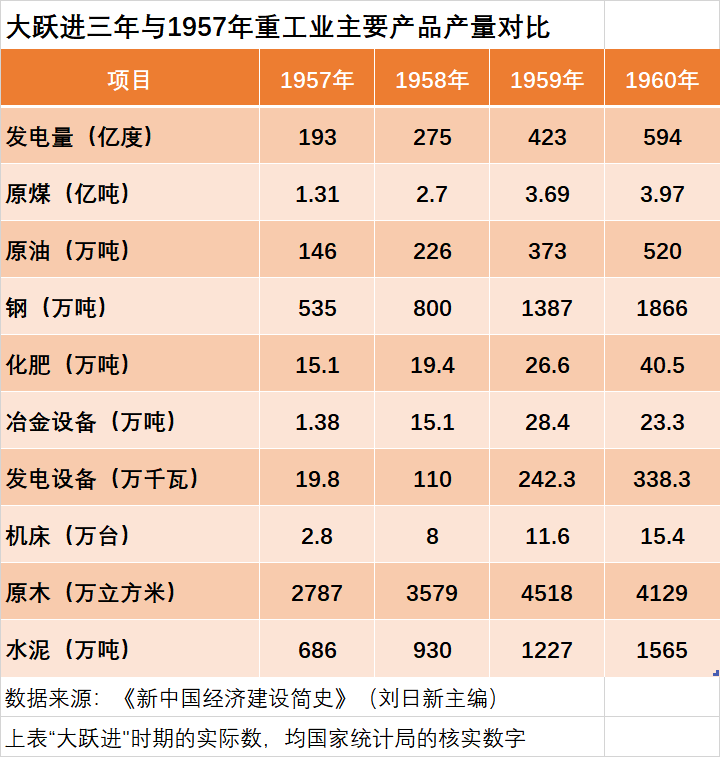 大跃进三年与1957年重工业主要产品产量对比
项目 1957年 1958年 1959年 1960年
发电量（亿度） 193 275 423 594
原煤（亿吨） 1.31 2.7 3.69 3.97
原油（万吨） 146 226 373 520
钢（万吨） 535 800 1387 1866
化肥（万吨） 15.1 19.4 26.6 40.5
冶金设备（万吨） 1.38 15.1 28.4 23.3
发电设备（万千瓦） 19.8 110 242.3 338.3
机床（万台） 2.8 8 11.6 15.4
原木（万立方米） 2787 3579 4518 4129
水泥（万吨） 686 930 1227 1565
数据来源：《新中国经济建设简史》（刘日新主编）
上表“大跃进"时期的实际数，均国家统计局的核实数字